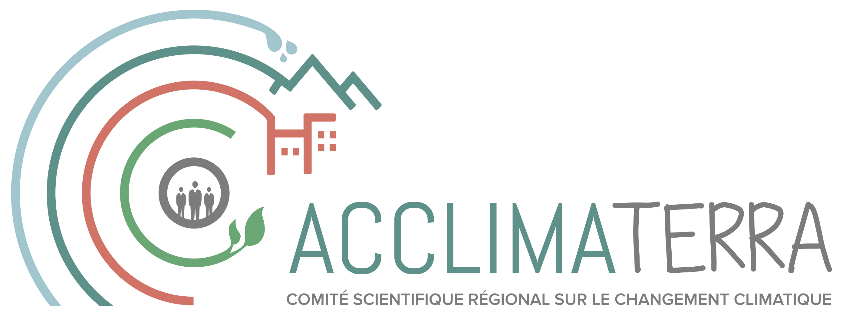 ACCLIMATERRA
COMITÉ SCIENTIFIQUE RÉGIONAL SUR LE CHANGEMENT CLIMATIQUE